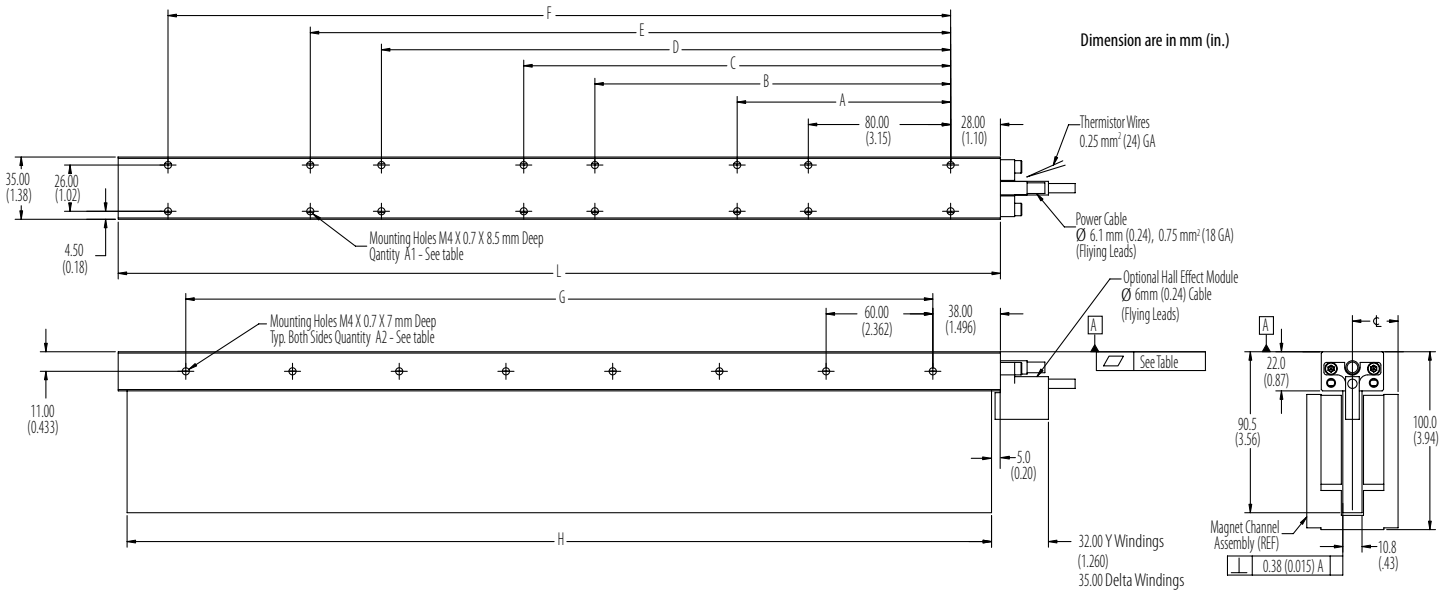 F
E
Dimension are in mm (in.)
D
C
B
A
80.00
(3.15)
28.00
(1.10)
Thermistor Wires
0.25 mm² (24) GA
35.00
(1.38)
26.00
(1.02)
4.50
(0.18)
Mounting Holes M4 X 0.7 X 8.5 mm Deep
Qantity A1 - See table
Power Cable
Ø 6.1 mm (0.24), 0.75 mm² (18 GA)
(Fliying Leads)
L
Optional Hall Effect Module
Ø 6mm (0.24) Cable
(Flying Leads)
G
Mounting Holes M4 X 0.7 X 7 mm Deep
Typ. Both Sides Quantity A2 - See table
60.00
(2.362)
38.00
(1.496)
A
See Table
A
℄
22.0
(0.87)
11.00
(0.433)
90.5
(3.56)
100.0
(3.94)
5.0
(0.20)
Magnet Channel
Assembly (REF)
10.8
(.43)
⊥ 0.38 (0.015) A
H
32.00 Y Windings
(1.260)
35.00 Delta Windings